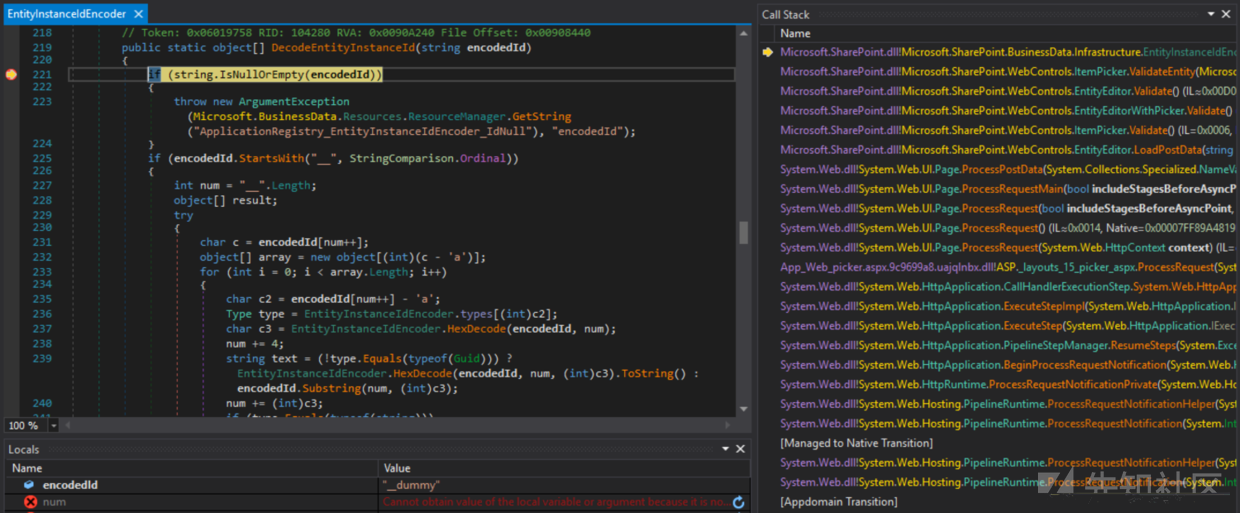 EntityInstanceIdEncoder ×
218 // Token: 0x06019758 RID: 104280 RVA: 0x0090A240 File Offset: 0x00908440
219 public static object[] DecodeEntityInstanceId(string encodedId)
220 {
221 if (string.IsNullOrEmpty(encodedId))
222 {
223 throw new ArgumentException
(Microsoft.BusinessData.Resources.ResourceManager.GetString
("ApplicationRegistry_EntityInstanceIdEncoder_IdNull"), "encodedId");
224 }
225 if (encodedId.StartsWith("__", StringComparison.Ordinal))
226 {
227 int num = "__".Length;
228 object[] result;
229 try
230 {
231 char c = encodedId[num++];
232 object[] array = new object[(int)(c - 'a')];
233 for (int i = 0; i < array.Length; i++)
234 {
235 char c2 = encodedId[num++] - 'a';
236 Type type = EntityInstanceIdEncoder.types[(int)c2];
237 char c3 = EntityInstanceIdEncoder.HexDecode(encodedId, num);
238 num += 4;
239 string text = (!type.Equals(typeof(Guid))) ?
EntityInstanceIdEncoder.HexDecode(encodedId, num, (int)c3).ToString() :
encodedId.Substring(num, (int)c3);
240 num += (int)c3;
241 if (type.Equals(typeof(string)))
100 %
Locals
Name Value
encodedId "__dummy"
num Cannot obtain value of the local variable or argument because it is no
Call Stack
Name
Microsoft.SharePoint.dll!Microsoft.SharePoint.BusinessData.Infrastructure.EntityInstanceIdEnc
Microsoft.SharePoint.dll!Microsoft.SharePoint.WebControls.ItemPicker.ValidateEntity(Microso
Microsoft.SharePoint.dll!Microsoft.SharePoint.WebControls.EntityEditor.Validate() (IL≈0x00D0
Microsoft.SharePoint.dll!Microsoft.SharePoint.WebControls.EntityEditorWithPicker.Validate()
Microsoft.SharePoint.dll!Microsoft.SharePoint.WebControls.ItemPicker.Validate() (IL=0x0006,
Microsoft.SharePoint.dll!Microsoft.SharePoint.WebControls.EntityEditor.LoadPostData(string
System.Web.dll!System.Web.UI.Page.ProcessPostData(System.Collections.Specialized.NameVa
System.Web.dll!System.Web.UI.Page.ProcessRequestMain(bool includeStagesBeforeAsyncP
System.Web.dll!System.Web.UI.Page.ProcessRequest(bool includeStagesBeforeAsyncPoint,
System.Web.dll!System.Web.UI.Page.ProcessRequest() (IL≈0x0014, Native=0x00007FF89A4819
System.Web.dll!System.Web.UI.Page.ProcessRequest(System.Web.HttpContext context) (IL=
App_Web_picker.aspx.9c9699a8.uajqlnbx.dll!ASP._layouts_15_picker_aspx.ProcessRequest(Syst
System.Web.dll!System.Web.HttpApplication.CallHandlerExecutionStep.System.Web.HttpApp
System.Web.dll!System.Web.HttpApplication.ExecuteStepImpl(System.Web.HttpApplication.I
System.Web.dll!System.Web.HttpApplication.ExecuteStep(System.Web.HttpApplication.IExec
System.Web.dll!System.Web.HttpApplication.PipelineStepManager.ResumeSteps(System.Exce
System.Web.dll!System.Web.HttpApplication.BeginProcessRequestNotification(System.Web.H
System.Web.dll!System.Web.HttpRuntime.ProcessRequestNotificationPrivate(System.Web.Ho
System.Web.dll!System.Web.Hosting.PipelineRuntime.ProcessRequestNotificationHelper(Syst
System.Web.dll!System.Web.Hosting.PipelineRuntime.ProcessRequestNotification(System.Int
[Managed to Native Transition]
System.Web.dll!System.Web.Hosting.PipelineRuntime.ProcessRequestNotificationHelper(Syst
System.Web.dll!System.Web.Hosting.PipelineRuntime.ProcessRequestNotification(System.Int
[Appdomain Transition]
先知社区